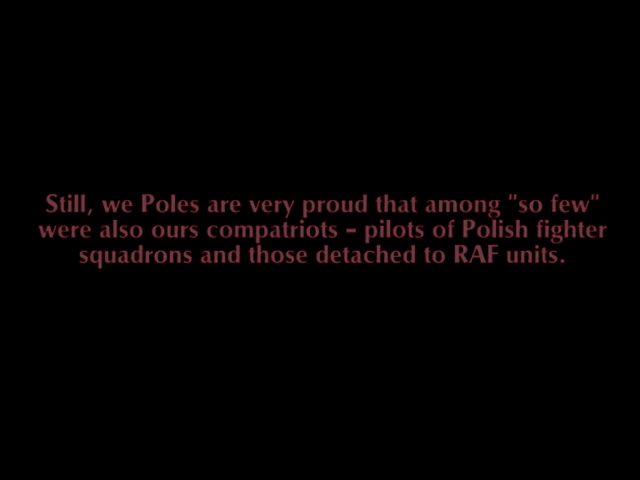 Still, we Poles are very proud that among "so few"
were also ours compatriots – pilots of Polish fighter
squadrons and those detached to RAF units.